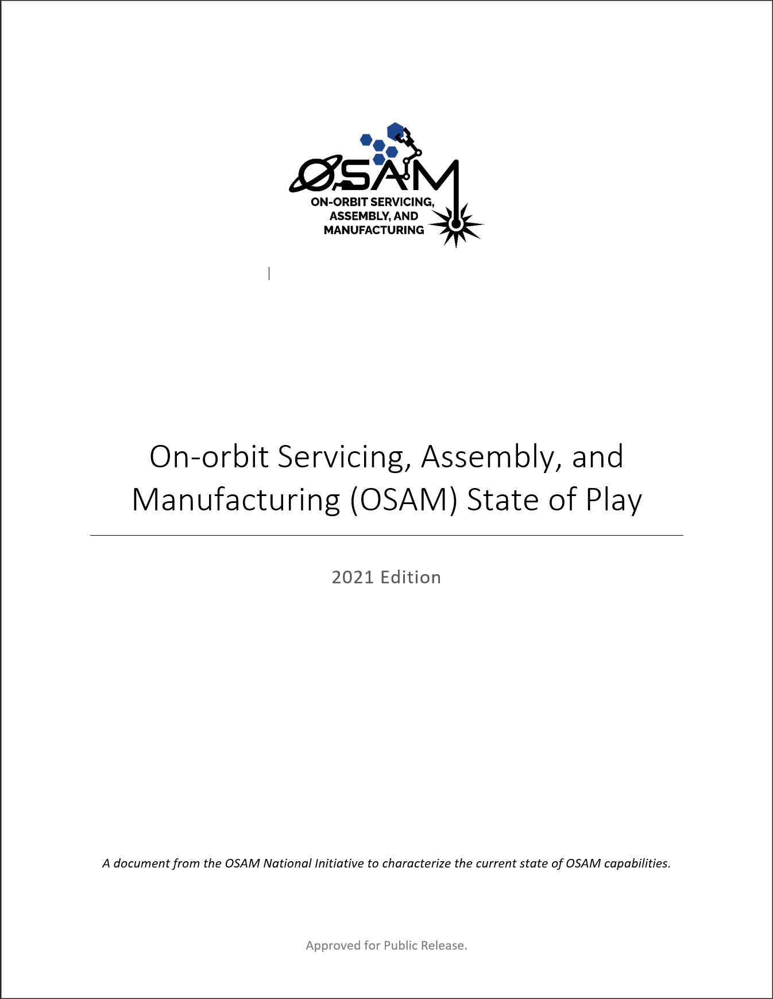 OSAM
ON-ORBIT SERVICING,
ASSEMBLY, AND
MANUFACTURING
On-orbit Servicing, Assembly, and
Manufacturing (OSAM) State of Play
2021 Edition
A document from the OSAM National Initiative to characterize the current state of OSAM capabilities.
Approved for Public Release.